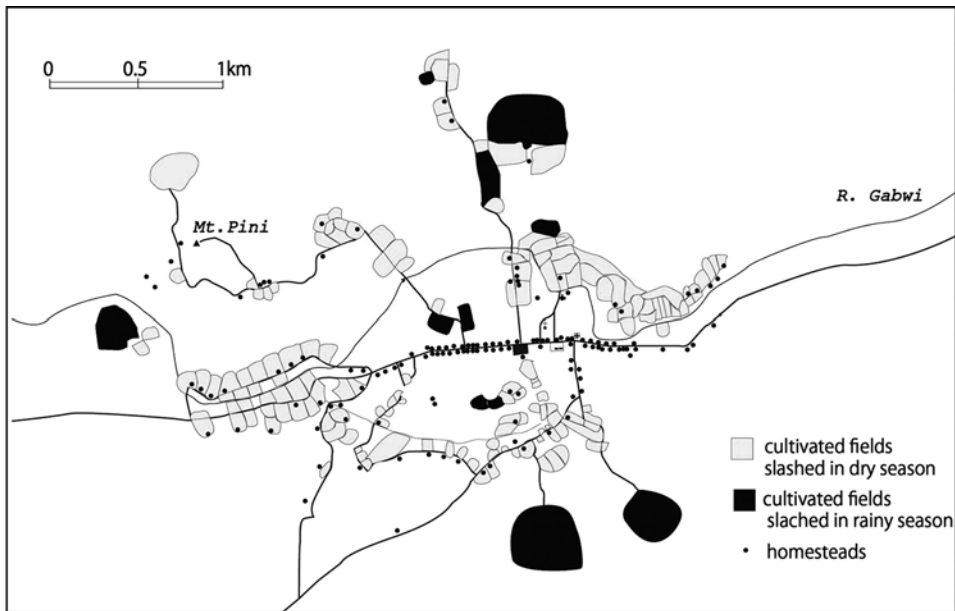 0 0.5 1km
R. Gabwi
Mt.Pini
cultivated fields
slashed in dry season
cultivated fields
slached in rainy season
homesteads